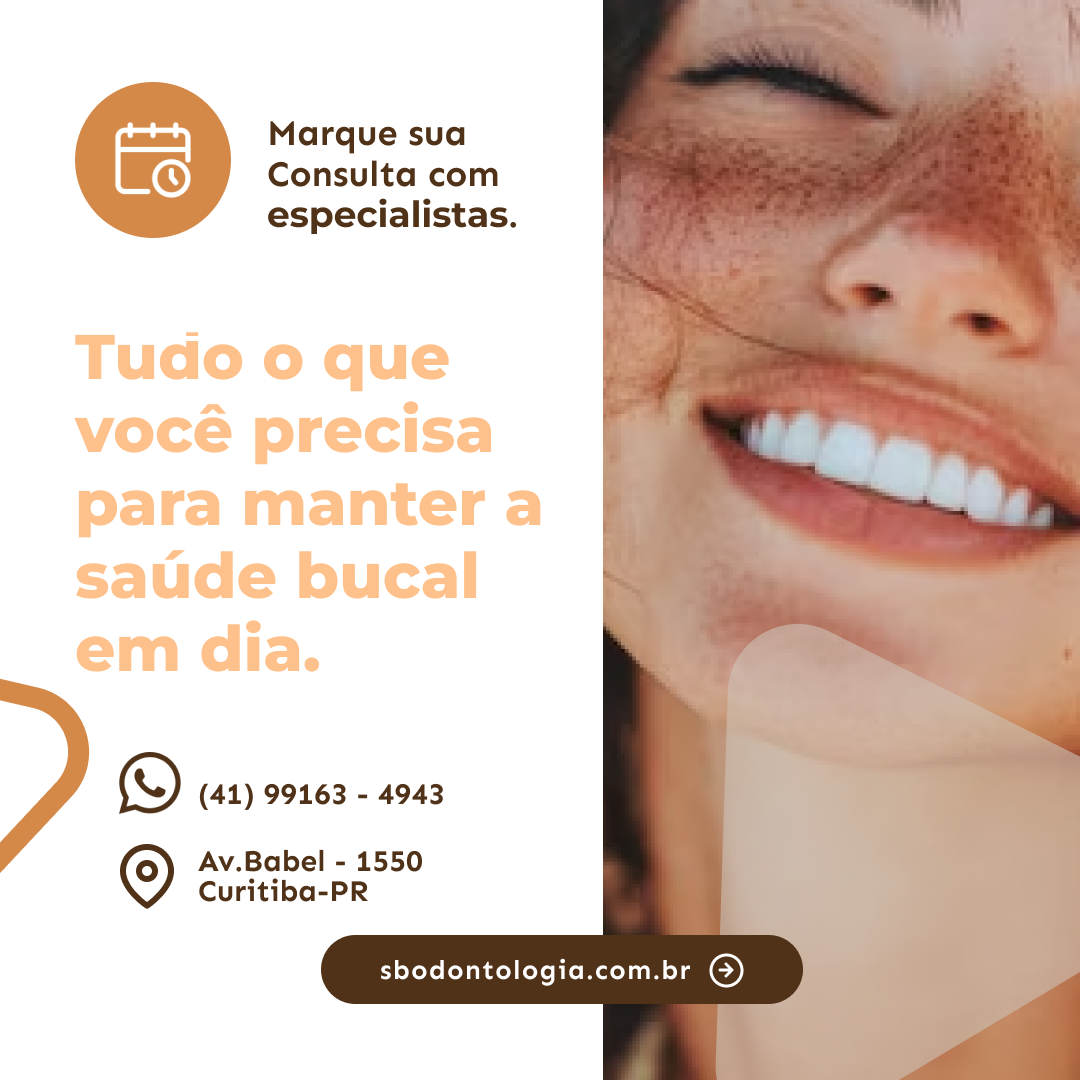 Marque sua
Consulta com
especialistas.
Tudo o que
você precisa
para manter a
saúde bucal
em dia.
(41) 99163 - 4943
Av.Babel - 1550
Curitiba-PR
sbodontologia.com.br